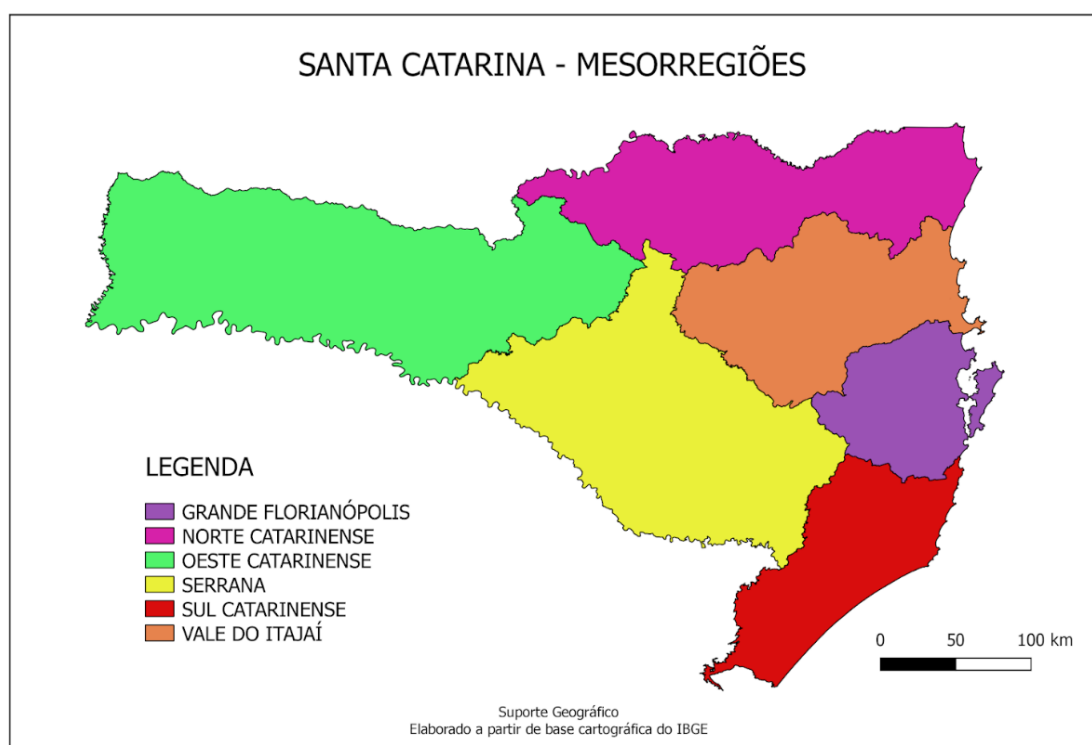 SANTA CATARINA - MESORREGIÕES
LEGENDA
GRANDE FLORIANÓPOLIS
NORTE CATARINENSE
OESTE CATARINENSE
SERRANA
SUL CATARINENSE
VALE DO ITAJAÍ
0 50 100 km
Suporte Geográfico
Elaborado a partir de base cartográfica do IBGE